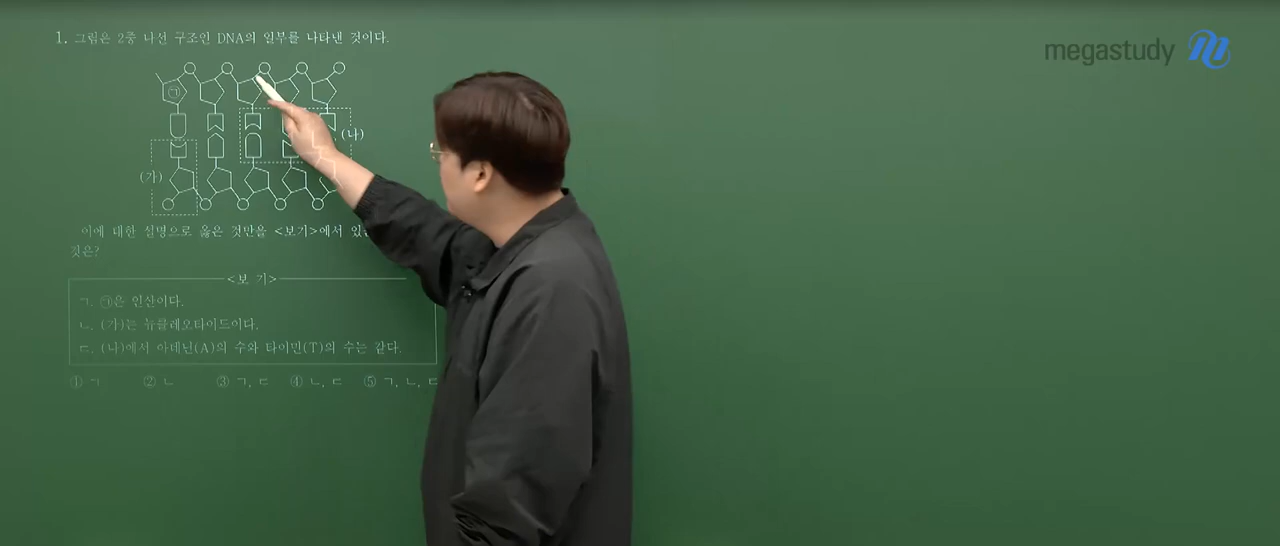 megastudy
1. 그림은 2중 나선 구조인 DNA의 일부를 나타낸 것이다.
㉠
(나)
(가)
이에 대한 설명으로 옳은 것만을 <보기>에서 있는
것은?
<보 기>
ㄱ. ㉠은 인산이다.
ㄴ. (가)는 뉴클레오타이드이다.
ㄷ. (나)에서 아데닌(A)의 수와 타이민(T)의 수는 같다.
① ㄱ ② ㄴ ③ ㄱ, ㄷ ④ ㄴ, ㄷ ⑤ ㄱ, ㄴ, ㄷ